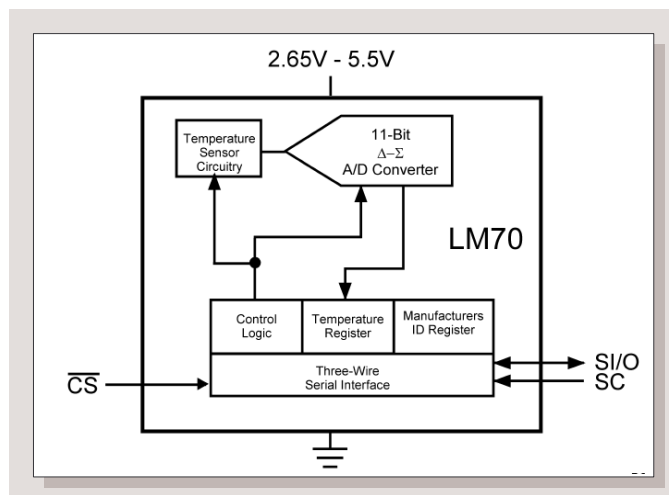 2.65V - 5.5V
Temperature
Sensor
Circuitry
11-Bit
Δ–Σ
A/D Converter
LM70
Control
Logic
Temperature
Register
Manufacturers
ID Register
Three-Wire
Serial Interface
C̅S̅
SI/O
SC